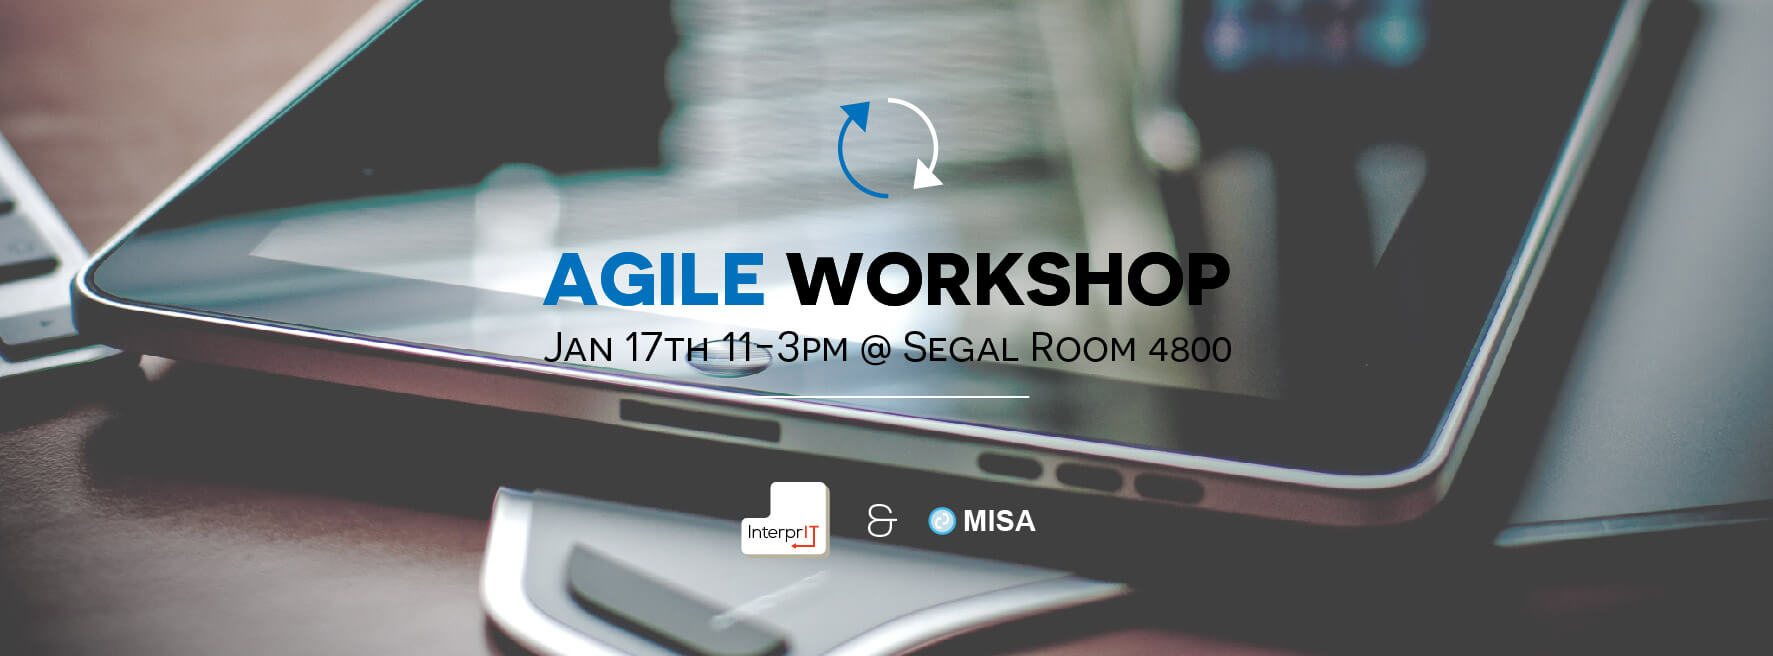 AGILE WORKSHOP
JAN 17TH 11-3PM @ SEGAL ROOM 4800
InterprIT & MISA